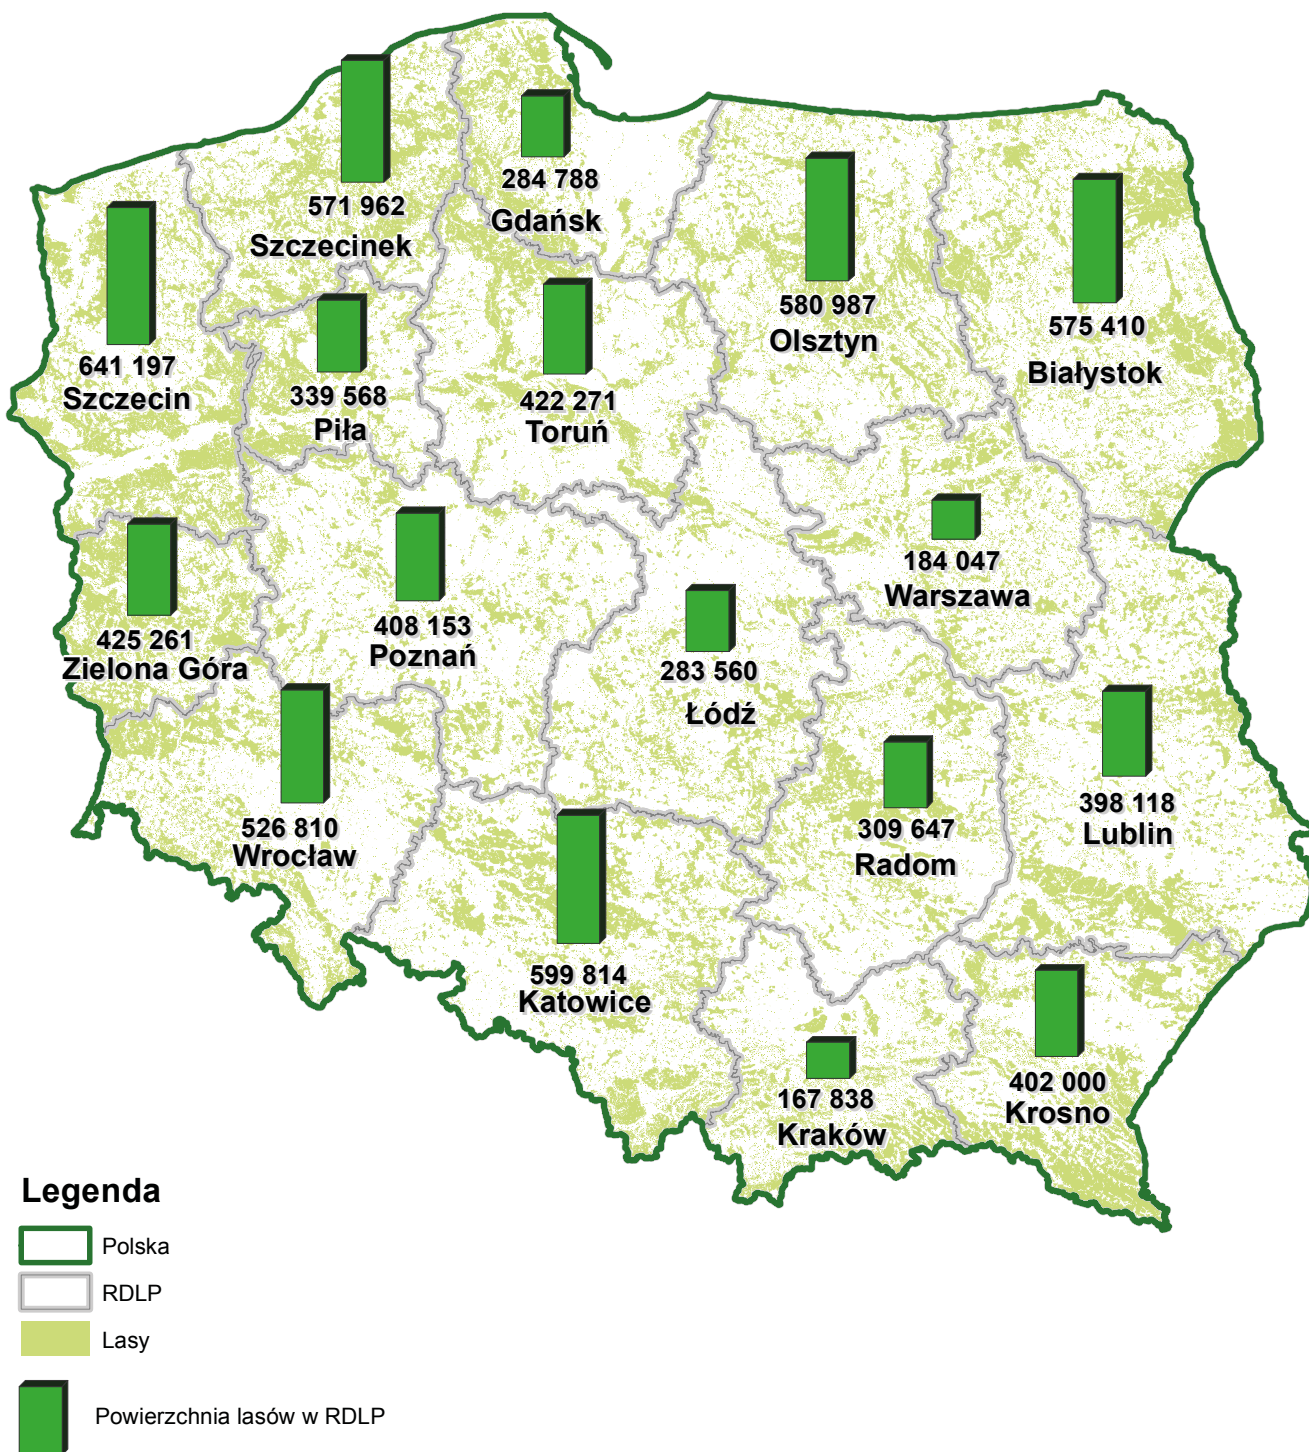 571 962
Szczecinek
284 788
Gdańsk
580 987
Olsztyn
575 410
Białystok
641 197
Szczecin
339 568
Piła
422 271
Toruń
184 047
Warszawa
425 261
Zielona Góra
408 153
Poznań
283 560
Łódź
526 810
Wrocław
309 647
Radom
398 118
Lublin
599 814
Katowice
167 838
Kraków
402 000
Krosno
Legenda
Polska
RDLP
Lasy
Powierzchnia lasów w RDLP